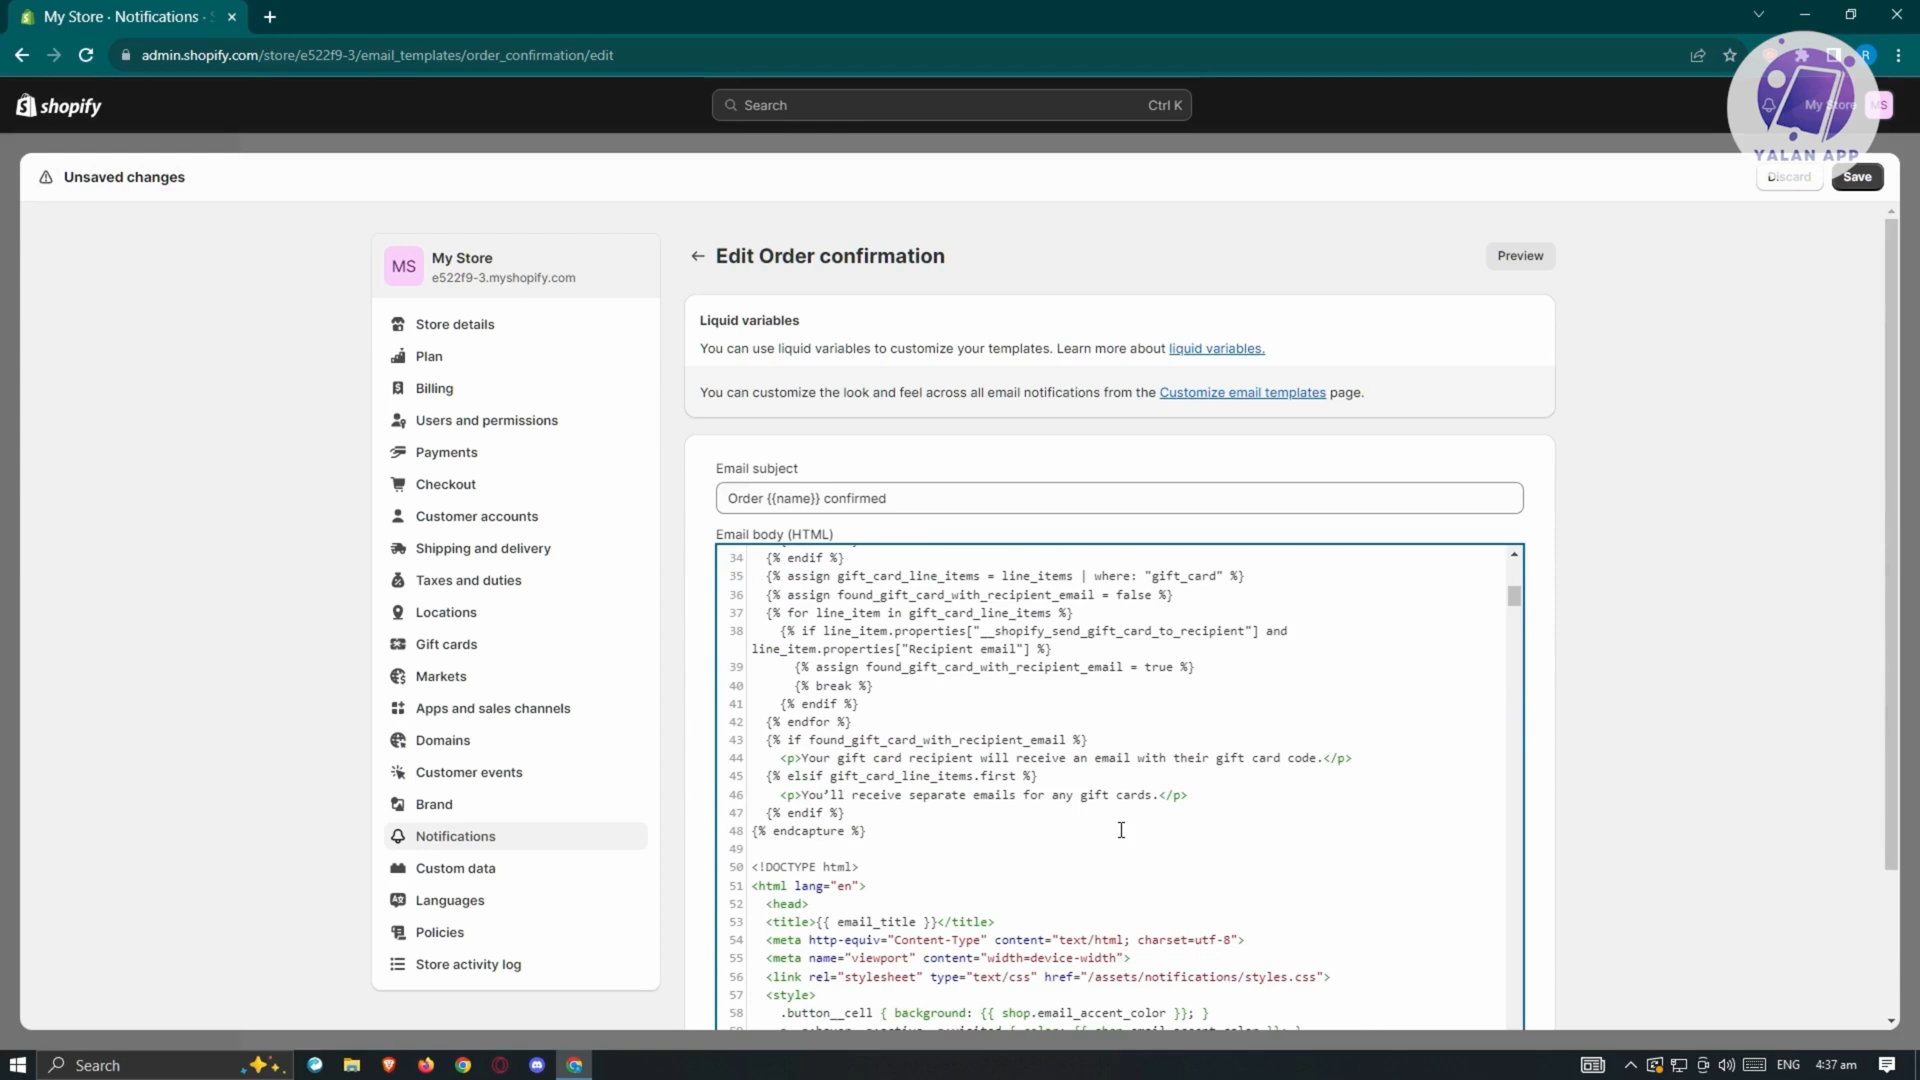 My Store · Notifications ·
admin.shopify.com/store/e522f9-3/email_templates/order_confirmation/edit
shopify
Search
Ctrl K
My Store
MS
YALAN APP
Unsaved changes
Discard
Save
MS
My Store
e522f9-3.myshopify.com
Store details
Plan
Billing
Users and permissions
Payments
Checkout
Customer accounts
Shipping and delivery
Taxes and duties
Locations
Gift cards
Markets
Apps and sales channels
Domains
Customer events
Brand
Notifications
Custom data
Languages
Policies
Store activity log
Edit Order confirmation
Preview
Liquid variables
You can use liquid variables to customize your templates. Learn more about liquid variables.
You can customize the look and feel across all email notifications from the Customize email templates page.
Email subject
Order {{name}} confirmed
Email body (HTML)
34 {% endif %}
35 {% assign gift_card_line_items = line_items | where: "gift_card" %}
36 {% assign found_gift_card_with_recipient_email = false %}
37 {% for line_item in gift_card_line_items %}
38 {% if line_item.properties["__shopify_send_gift_card_to_recipient"] and
line_item.properties["Recipient email"] %}
39 {% assign found_gift_card_with_recipient_email = true %}
40 {% break %}
41 {% endif %}
42 {% endfor %}
43 {% if found_gift_card_with_recipient_email %}
44 <p>Your gift card recipient will receive an email with their gift card code.</p>
45 {% elsif gift_card_line_items.first %}
46 <p>You’ll receive separate emails for any gift cards.</p>
47 {% endif %}
48 {% endcapture %}
49
50 <!DOCTYPE html>
51 <html lang="en">
52 <head>
53 <title>{{ email_title }}</title>
54 <meta http-equiv="Content-Type" content="text/html; charset=utf-8">
55 <meta name="viewport" content="width=device-width">
56 <link rel="stylesheet" type="text/css" href="/assets/notifications/styles.css">
57 <style>
58 .button__cell { background: {{ shop.email_accent_color }}; }
Search
ENG
4:37 am